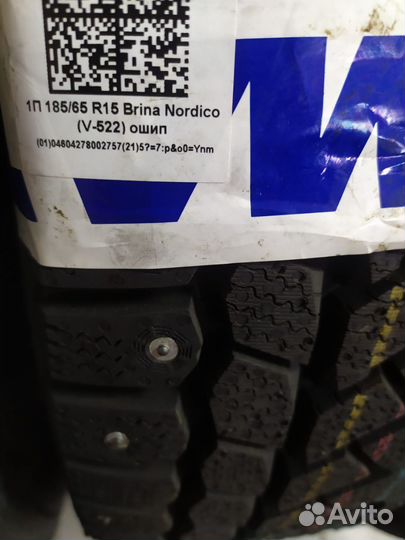 1П 185/65 R15 Brina Nordico
(V-522) ошип
(01)04604278002757(21)5?=7:p&o0=Ynm
Avito